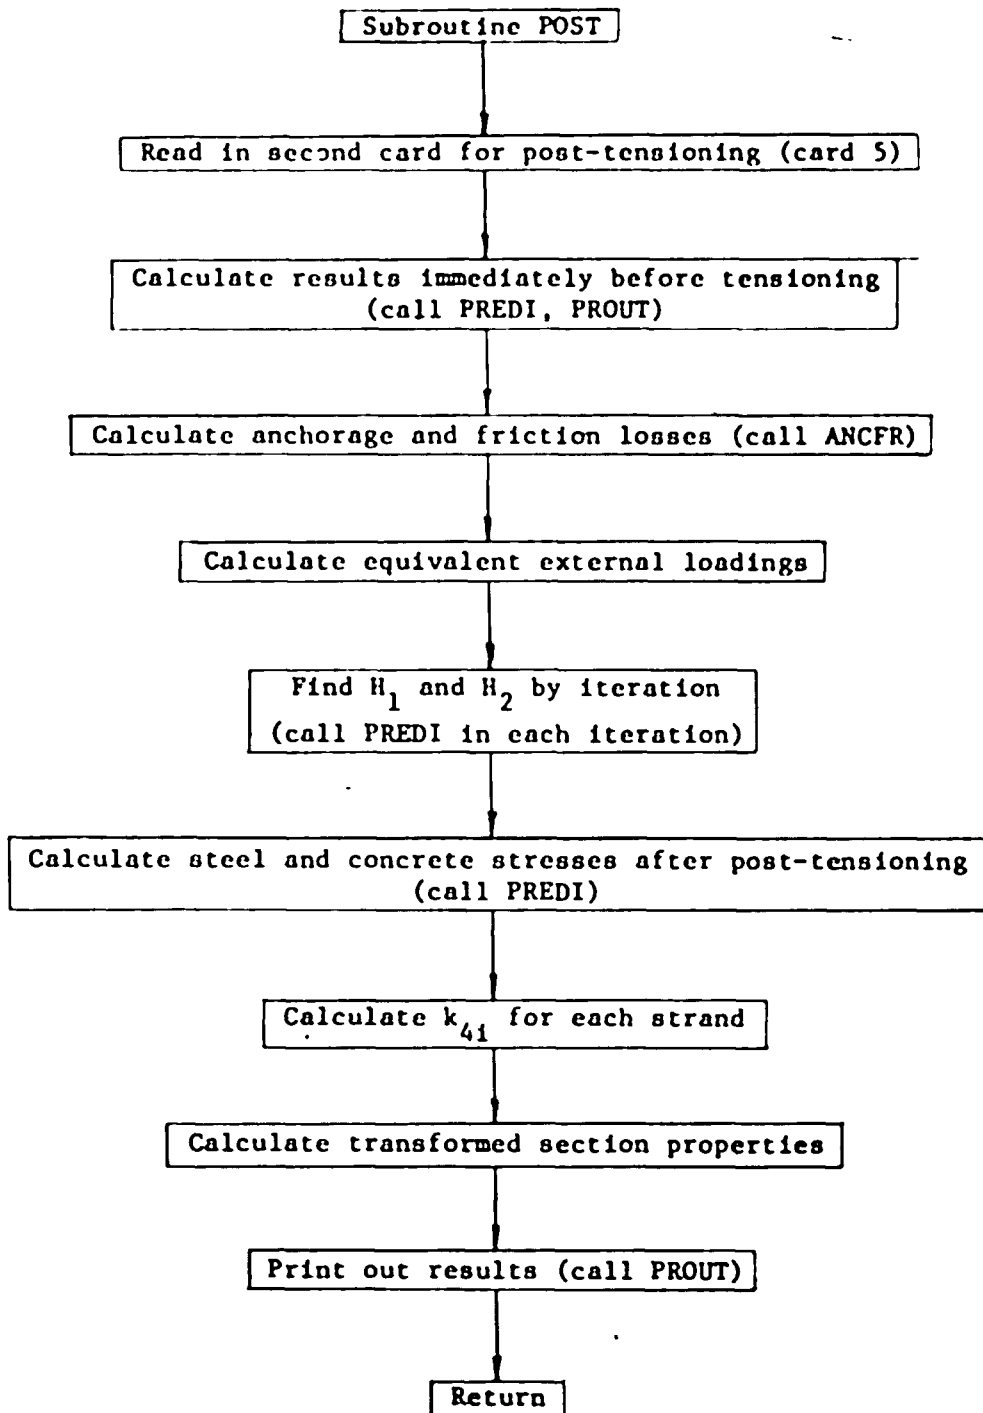 Subroutine POST
Read in second card for post-tensioning (card 5)
Calculate results immediately before tensioning
(call PREDI, PROUT)
Calculate anchorage and friction losses (call ANCFR)
Calculate equivalent external loadings
Find H₁ and H₂ by iteration
(call PREDI in each iteration)
Calculate steel and concrete stresses after post-tensioning
(call PREDI)
Calculate k₄ᵢ for each strand
Calculate transformed section properties
Print out results (call PROUT)
Return